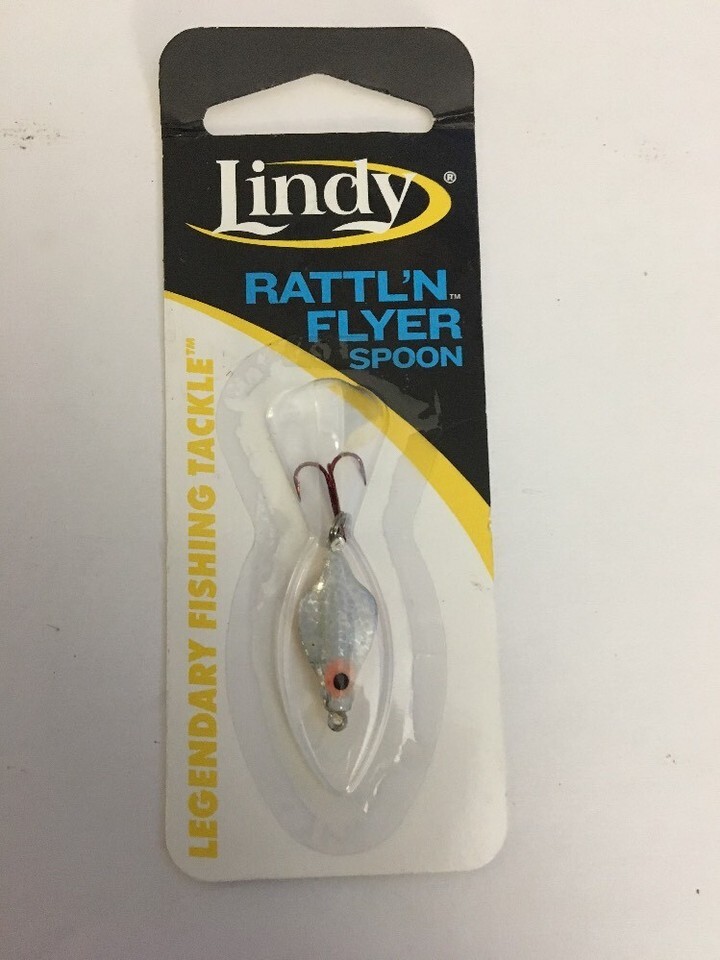 Lindy®
RATTL'N™
FLYER
SPOON
LEGENDARY FISHING TACKLE™